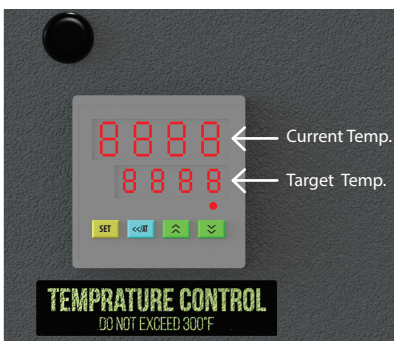 8888
Current Temp.
8888
Target Temp.
SET
<</AT
TEMPRATURE CONTROL
DO NOT EXCEED 300°F